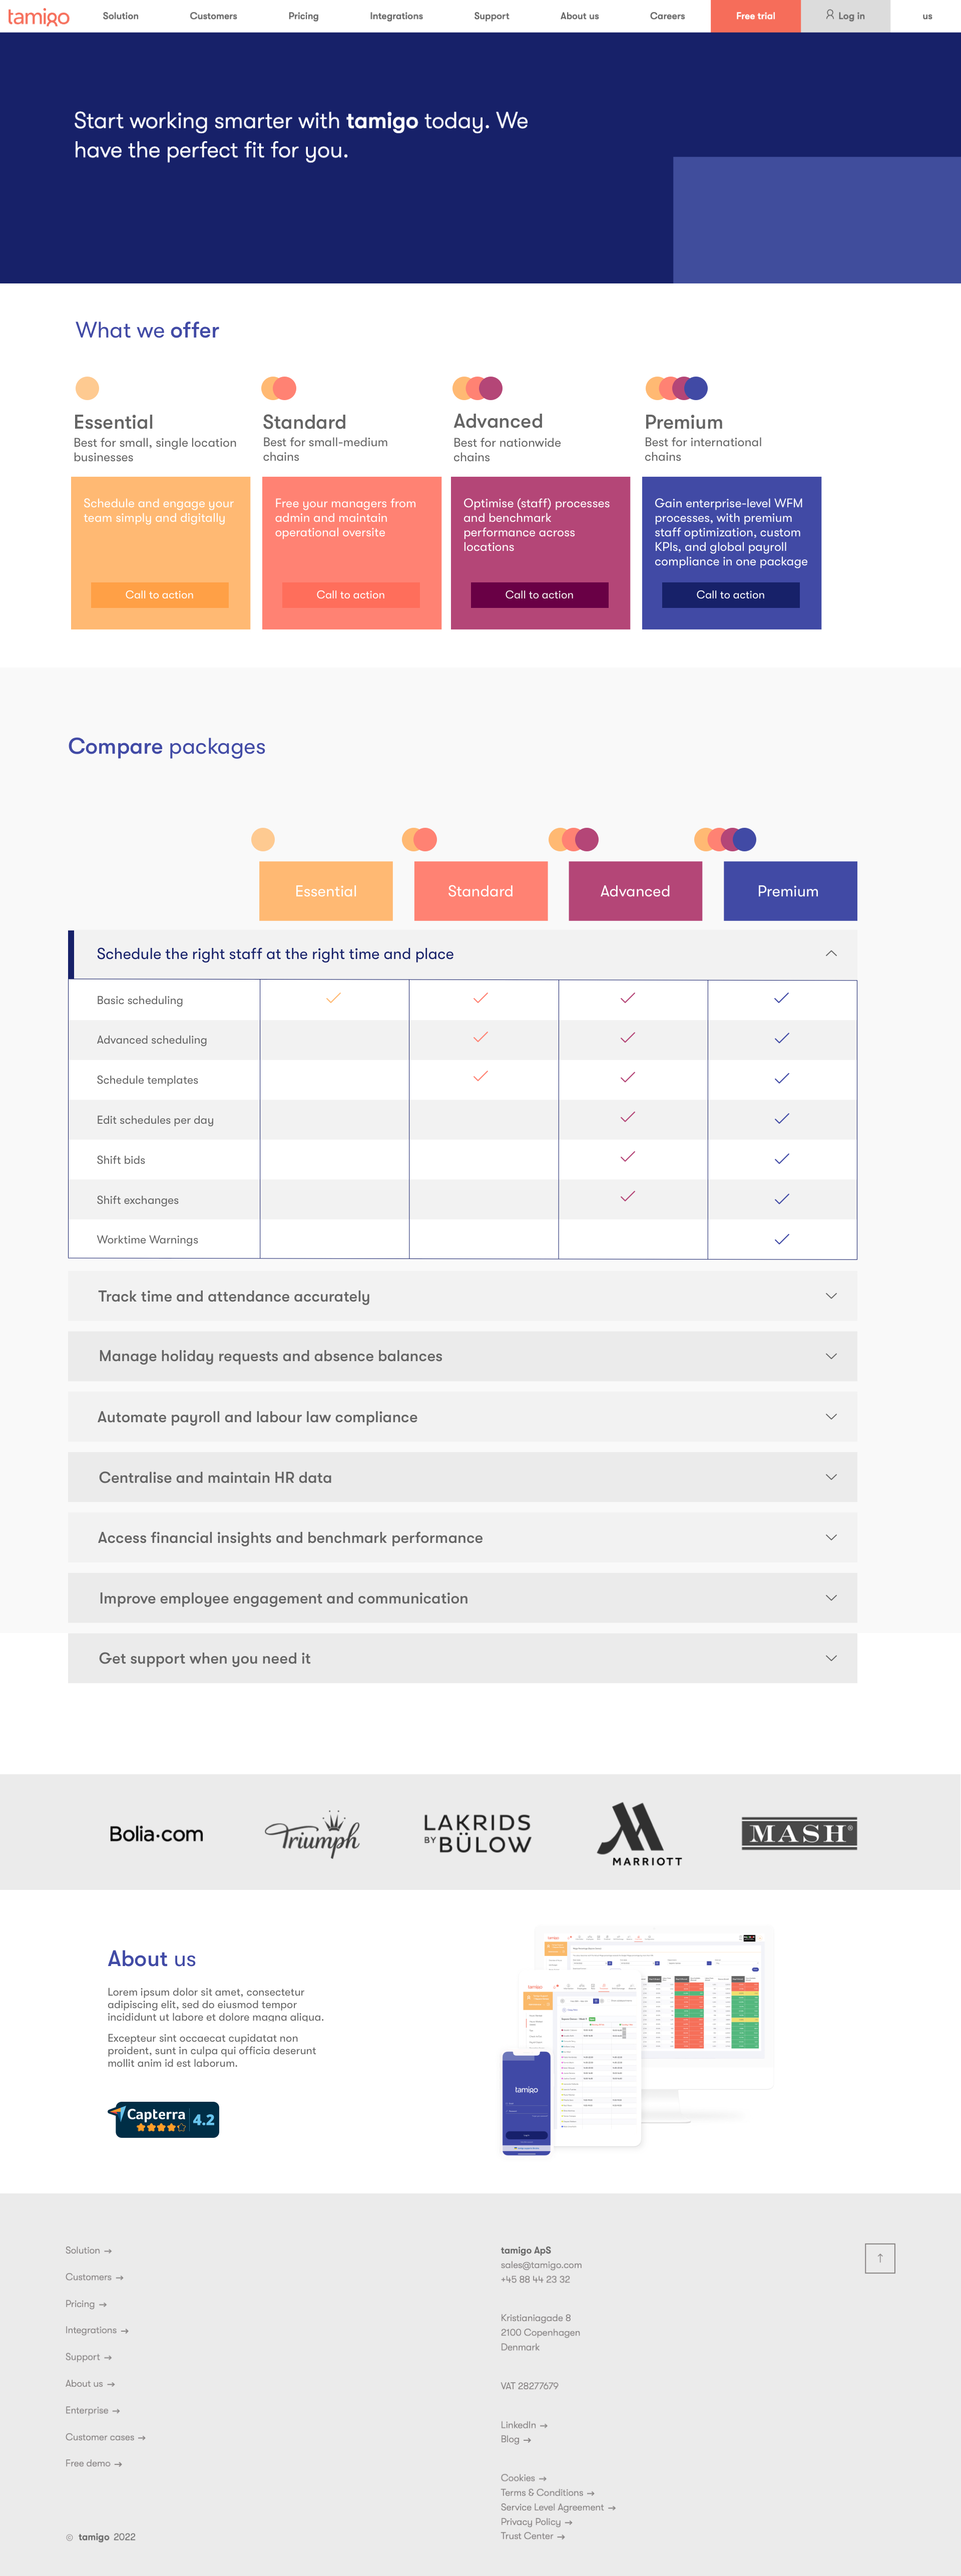 tamigo
Solution
Customers
Pricing
Integrations
Support
About us
Careers
Free trial
Log in
us
Start working smarter with tamigo today. We
have the perfect fit for you.
What we offer
Essential
Best for small, single location
businesses
Schedule and engage your
team simply and digitally
Call to action
Standard
Best for small-medium
chains
Free your managers from
admin and maintain
operational oversite
Call to action
Advanced
Best for nationwide
chains
Optimise (staff) processes
and benchmark
performance across
locations
Call to action
Premium
Best for international
chains
Gain enterprise-level WFM
processes, with premium
staff optimization, custom
KPIs, and global payroll
compliance in one package
Call to action
Compare packages
Essential
Standard
Advanced
Premium
Schedule the right staff at the right time and place
Basic scheduling
Advanced scheduling
Schedule templates
Edit schedules per day
Shift bids
Shift exchanges
Worktime Warnings
Track time and attendance accurately
Manage holiday requests and absence balances
Automate payroll and labour law compliance
Centralise and maintain HR data
Access financial insights and benchmark performance
Improve employee engagement and communication
Get support when you need it
Bolia.com
Triumph
LAKRIDS
BY BÜLOW
MARRIOTT
MASH®
About us
Lorem ipsum dolor sit amet, consectetur
adipiscing elit, sed do eiusmod tempor
incididunt ut labore et dolore magna aliqua.
Excepteur sint occaecat cupidatat non
proident, sunt in culpa qui officia deserunt
mollit anim id est laborum.
Capterra 4.2
tamigo
Solution →
Customers →
Pricing →
Integrations →
Support →
About us →
Enterprise →
Customer cases →
Free demo →
© tamigo 2022
tamigo ApS
sales@tamigo.com
+45 88 44 23 32
Kristianiagade 8
2100 Copenhagen
Denmark
VAT 28277679
LinkedIn →
Blog →
Cookies →
Terms & Conditions →
Service Level Agreement →
Privacy Policy →
Trust Center →